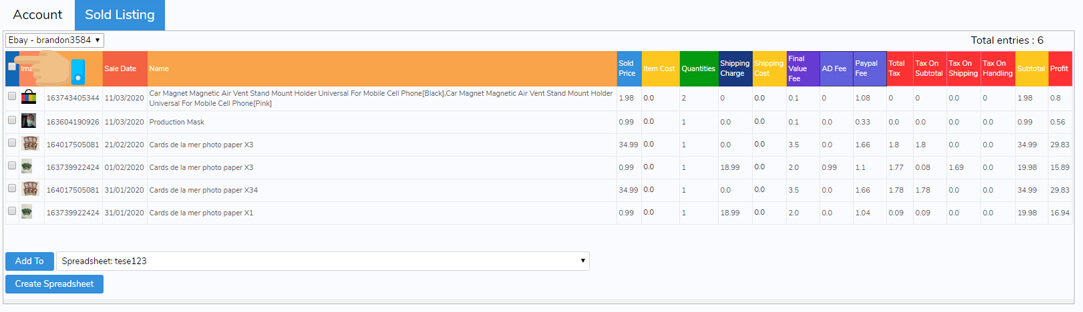 Account Sold Listing
Ebay - brandon3584 Total entries : 6
Sale Date Name Sold Price Item Cost Quantities Shipping Charge Shipping Cost Final Value Fee AD Fee Paypal Fee Total Tax Tax On Subtotal Tax On Shipping Tax On Handling Subtotal Profit
163743405344 11/03/2020 Car Magnet Magnetic Air Vent Stand Mount Holder Universal For Mobile Cell Phone[Black],Car Magnet Magnetic Air Vent Stand Mount Holder Universal For Mobile Cell Phone[Pink] 1.98 0.0 2 0 0.0 0.1 0 1.08 0 0 0.0 0.0 1.98 0.8
163604190926 11/03/2020 Production Mask 0.99 0.0 1 0.0 0.0 0.1 0.0 0.33 0.0 0.0 0.0 0.0 0.99 0.56
164017505081 21/02/2020 Cards de la mer photo paper X3 34.99 0.0 1 0.0 0.0 3.5 0.0 1.66 1.8 1.8 0.0 0.0 34.99 29.83
163739922424 01/02/2020 Cards de la mer photo paper X3 0.99 0.0 1 18.99 0.0 2.0 0.99 1.1 1.77 0.08 1.69 0.0 19.98 15.89
164017505081 31/01/2020 Cards de la mer photo paper X34 34.99 0.0 1 0.0 0.0 3.5 0.0 1.66 1.78 1.78 0.0 0.0 34.99 29.83
163739922424 31/01/2020 Cards de la mer photo paper X1 0.99 0.0 1 18.99 0.0 2.0 0.0 1.04 0.09 0.09 0.0 0.0 19.98 16.94
Add To Spreadsheet: tese123
Create Spreadsheet